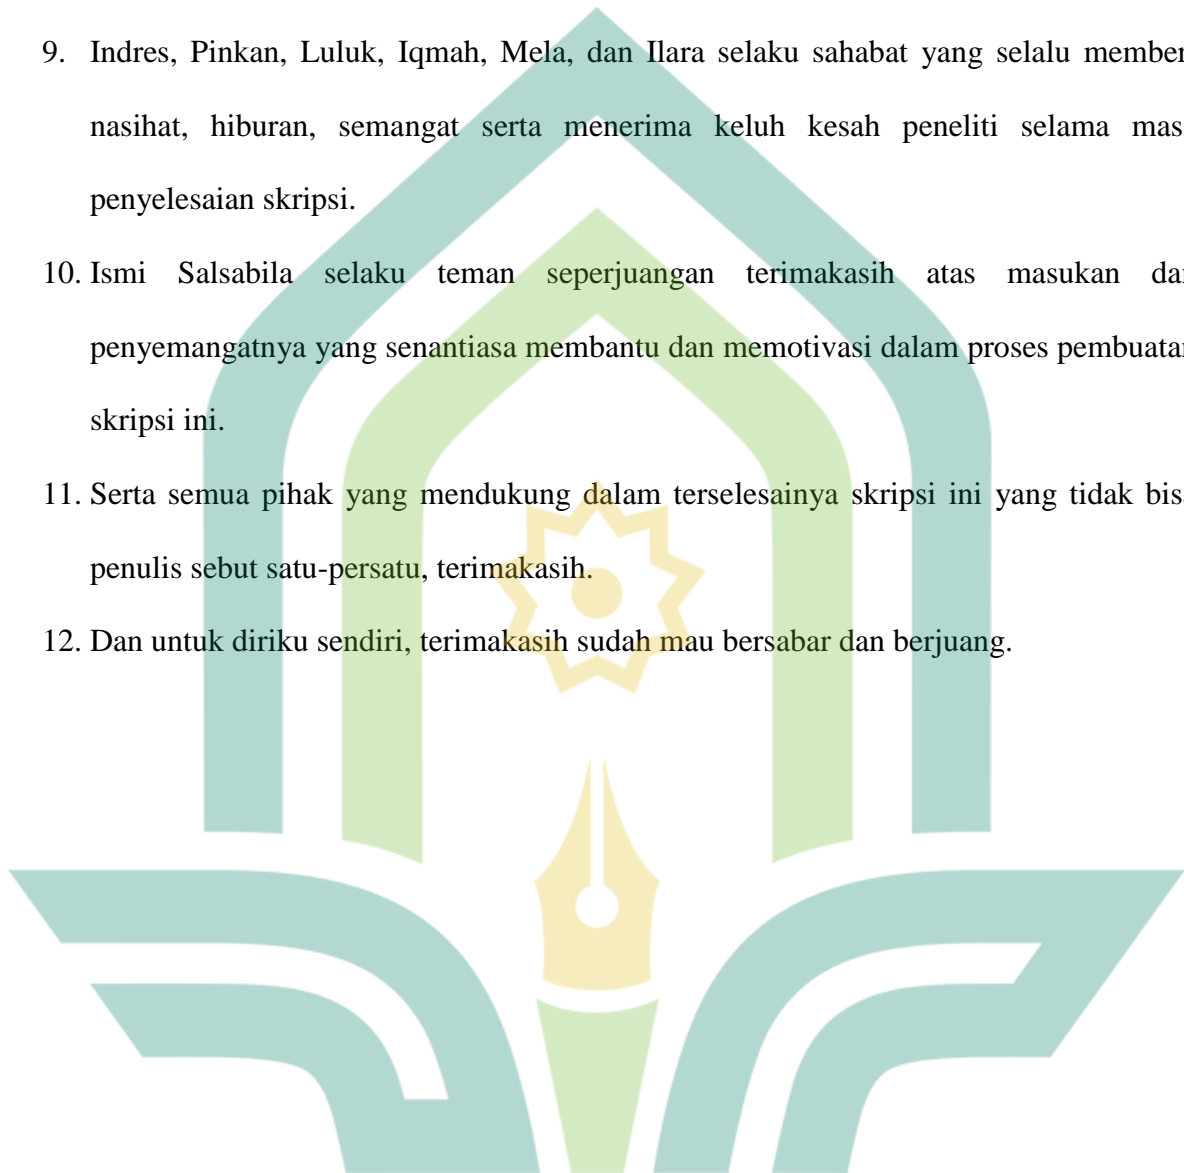 9. Indres, Pinkan, Luluk, Iqmah, Mela, dan Ilara selaku sahabat yang selalu member
nasihat, hiburan, semangat serta menerima keluh kesah peneliti selama mas
penyelesaian skripsi.
10. Ismi Salsabila selaku teman seperjuangan terimakasih atas masukan dan
penyemangatnya yang senantiasa membantu dan memotivasi dalam proses pembuatan
skripsi ini.
11. Serta semua pihak yang mendukung dalam terselesainya skripsi ini yang tidak bisa
penulis sebut satu-persatu, terimakasih.
12. Dan untuk diriku sendiri, terimakasih sudah mau bersabar dan berjuang.